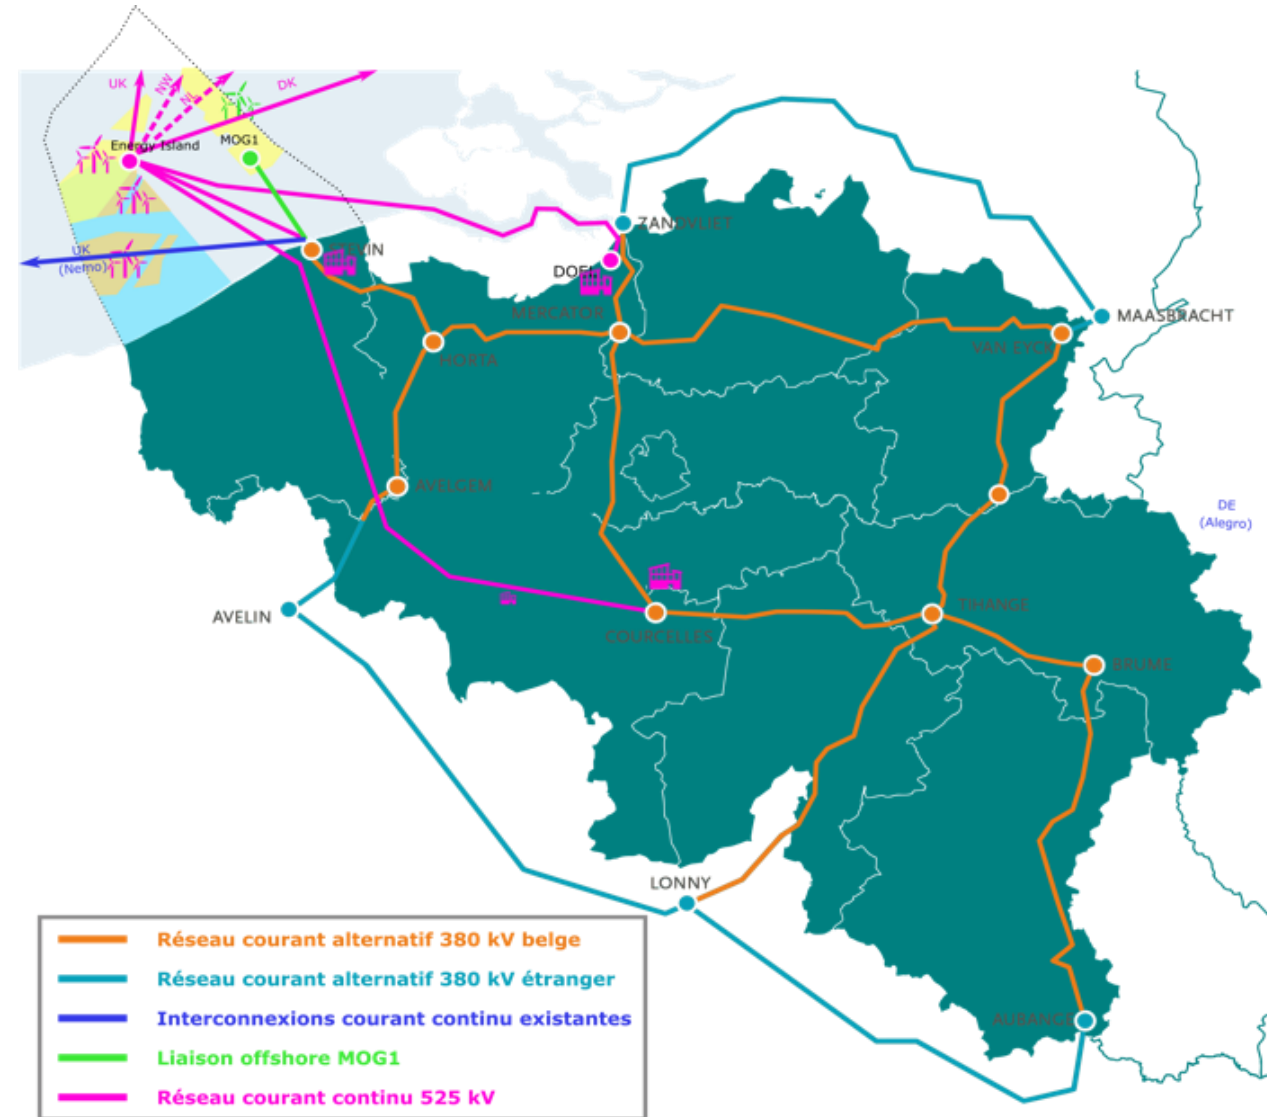 UK
NW
NL
DK
Energy Island
MOG1
UK
(Nemo)
STEVIN
ZANDVLIET
DOEL
MERCATOR
HORTA
MAASBRACHT
VAN EYCK
AVELGEM
DE
(Alegro)
AVELIN
COURCELLES
TIHANGE
BRUME
LONNY
AUBANGE
Réseau courant alternatif 380 kV belge
Réseau courant alternatif 380 kV étranger
Interconnexions courant continu existantes
Liaison offshore MOG1
Réseau courant continu 525 kV